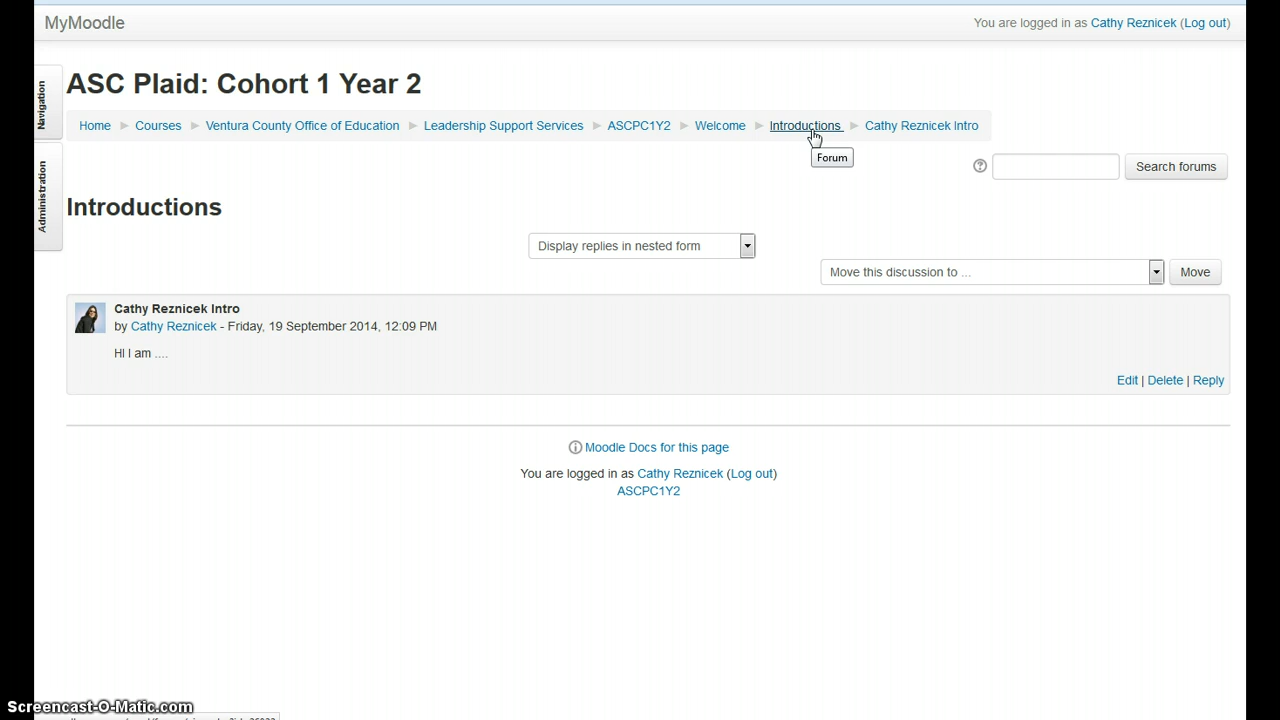 MyMoodle
You are logged in as Cathy Reznicek (Log out)
Navigation
Administration
ASC Plaid: Cohort 1 Year 2
Home Courses Ventura County Office of Education Leadership Support Services ASCPC1Y2 Welcome Introductions Cathy Reznicek Intro
Forum
Search forums
Introductions
Display replies in nested form
Move this discussion to ... Move
Cathy Reznicek Intro
by Cathy Reznicek - Friday, 19 September 2014, 12:09 PM
HI I am ....
Edit | Delete | Reply
Moodle Docs for this page
You are logged in as Cathy Reznicek (Log out)
ASCPC1Y2
Screencast-O-Matic.com